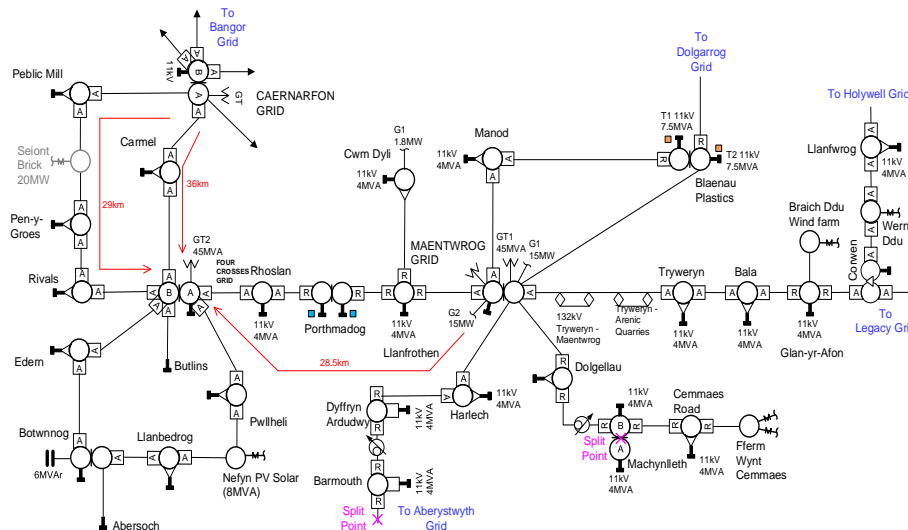 To
Bangor
Grid
To
Dolgarrog
Grid
To Holywell Grid
Peblic Mill
A
A
B
11kV
A
A
A
A
GT
CAERNARFON
GRID
G1
1.8MW
T1 11kV
7.5MVA
R
T2 11kV
7.5MVA
Blaenau
Plastics
Manod
11kV
4MVA
A
A
R
Cwm Dyli
11kV
4MVA
Carmel
A
A
Seiont
Brick
20MW
M
29km
36km
Llanfwrog
A
11kV
4MVA
A
A
Wern
Ddu
M
A
Braich Ddu
Wind farm
M
Corwen
Pen-y-
Groes
A
A
Rivals
A
A
GT2
45MVA
FOUR
CROSSES
GRID
B
A
B
A
A
A
A
A
A
Rhoslan
A
A
11kV
4MVA
R
R
Porthmadog
R
R
R
11kV
4MVA
Llanfrothen
MAENTWROG
GRID
GT1
45MVA
G1
15MW
A
R
A
G2
15MW
A
132kV
Tryweryn -
Maentwrog
Tryweryn -
Arenic
Quarries
Tryweryn
A
A
11kV
4MVA
Bala
A
A
11kV
4MVA
R
R
11kV
4MVA
Glan-yr-Afon
A
A
To
Legacy Grid
28.5km
Edern
A
A
Butlins
A
Pwllheli
A
Botwnnog
A
6MVAr
A
Abersoch
Llanbedrog
A
A
Nefyn PV Solar
(8MVA)
M
Dyffryn
Ardudwy
R
R
11kV
4MVA
Harlech
A
A
11kV
4MVA
Barmouth
R
R
11kV
4MVA
Split
Point
To Aberystwyth
Grid
Dolgellau
R
R
11kV
4MVA
11kV
4MVA
R
B
R
A
Split
Point
Machynlleth
11kV
4MVA
Cemmaes
Road
R
R
11kV
4MVA
M
M
Fferm
Wynt
Cemmaes